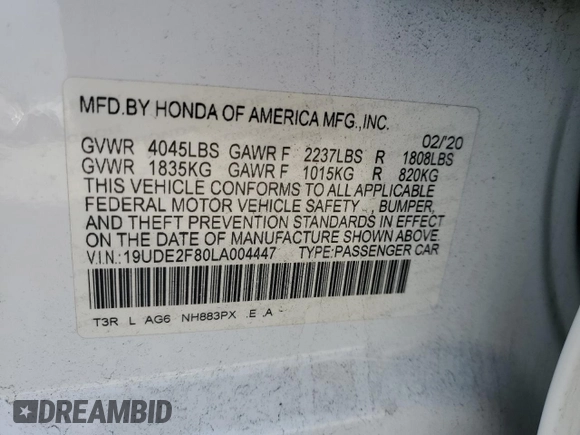 MFD.BY HONDA OF AMERICA MFG.,INC.
02/'20
GVWR 4045LBS GAWR F 2237LBS R 1808LBS
GVWR 1835KG GAWR F 1015KG R 820KG
THIS VEHICLE CONFORMS TO ALL APPLICABLE
FEDERAL MOTOR VEHICLE SAFETY , BUMPER,
AND THEFT PREVENTION STANDARDS IN EFFECT
ON THE DATE OF MANUFACTURE SHOWN ABOVE.
V.I.N.:19UDE2F80LA004447 TYPE:PASSENGER CAR
T3R L AG6 NH883PX E A
DREAMBID